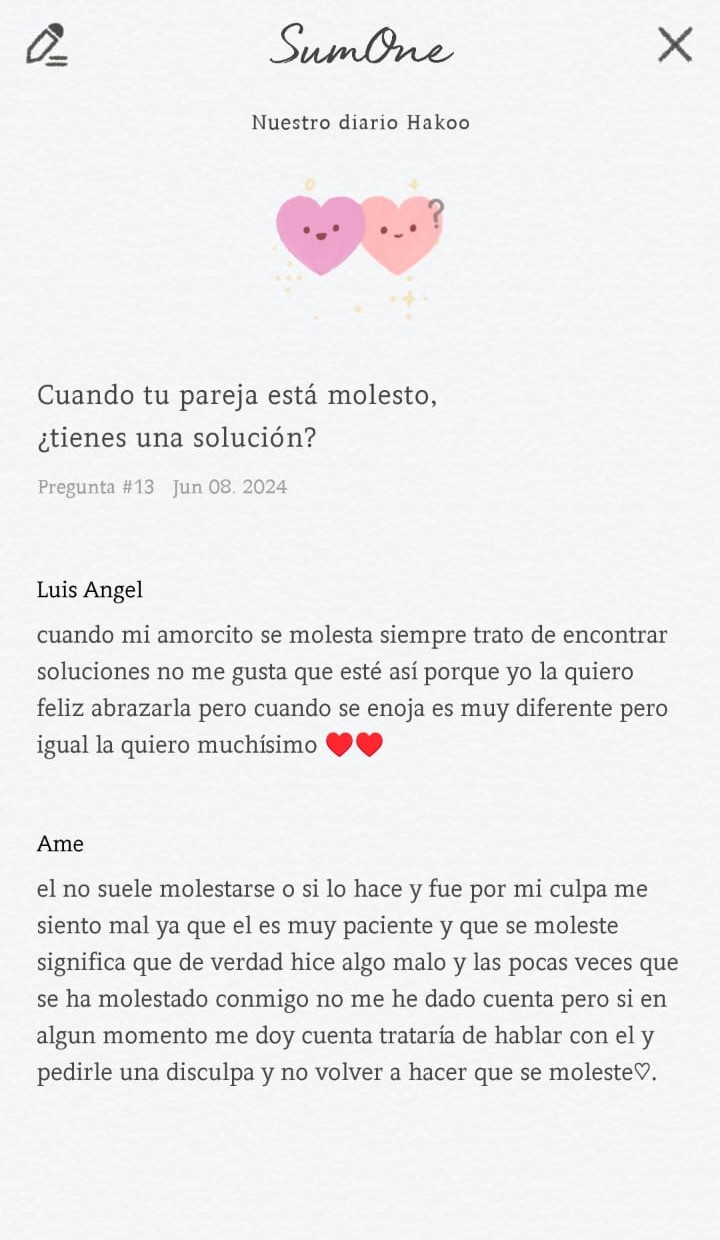 SumOne
Nuestro diario Hakoo
?
Cuando tu pareja está molesto,
¿tienes una solución?
Pregunta #13 Jun 08. 2024
Luis Angel
cuando mi amorcito se molesta siempre trato de encontrar
soluciones no me gusta que esté así porque yo la quiero
feliz abrazarla pero cuando se enoja es muy diferente pero
igual la quiero muchísimo ♥️♥️
Ame
el no suele molestarse o si lo hace y fue por mi culpa me
siento mal ya que el es muy paciente y que se moleste
significa que de verdad hice algo malo y las pocas veces que
se ha molestado conmigo no me he dado cuenta pero si en
algun momento me doy cuenta trataría de hablar con el y
pedirle una disculpa y no volver a hacer que se moleste♡.